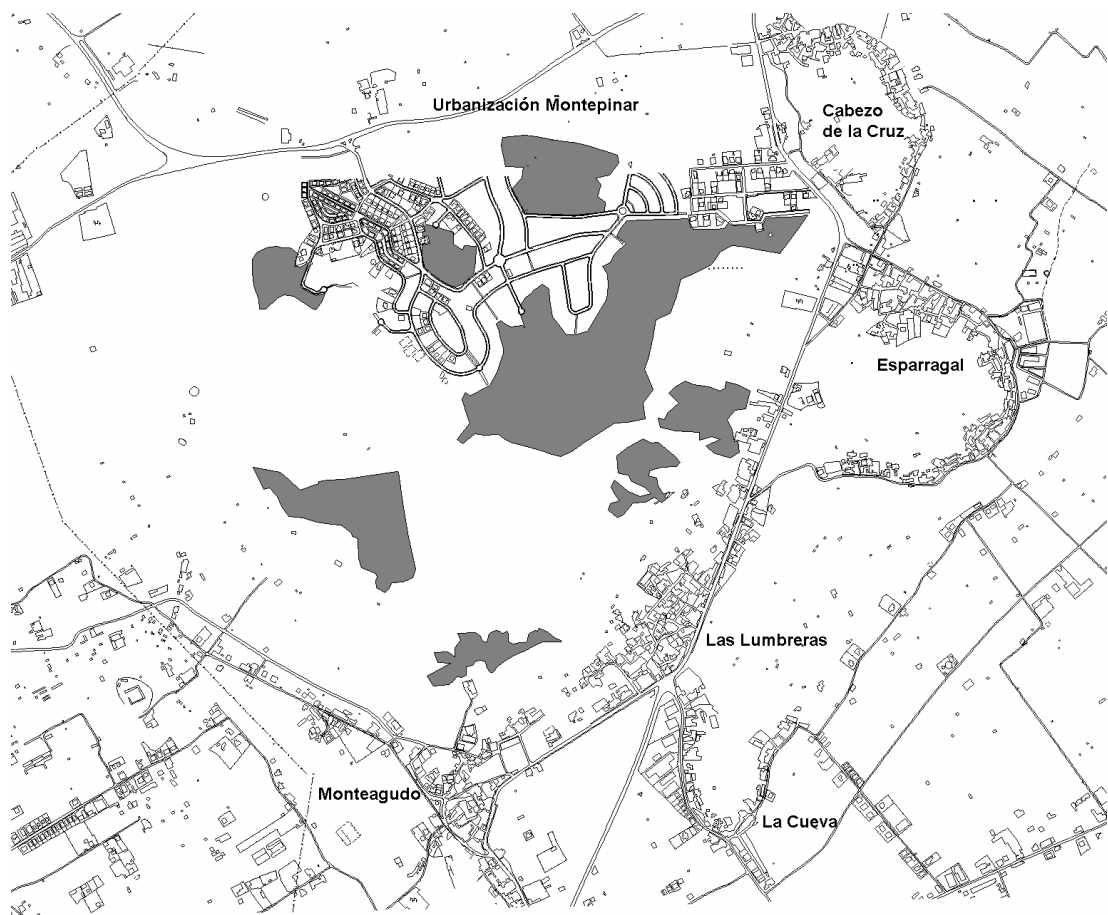 Urbanización Montepinar
Cabezo
de la Cruz
Esparragal
Las Lumbreras
Monteagudo
La Cueva